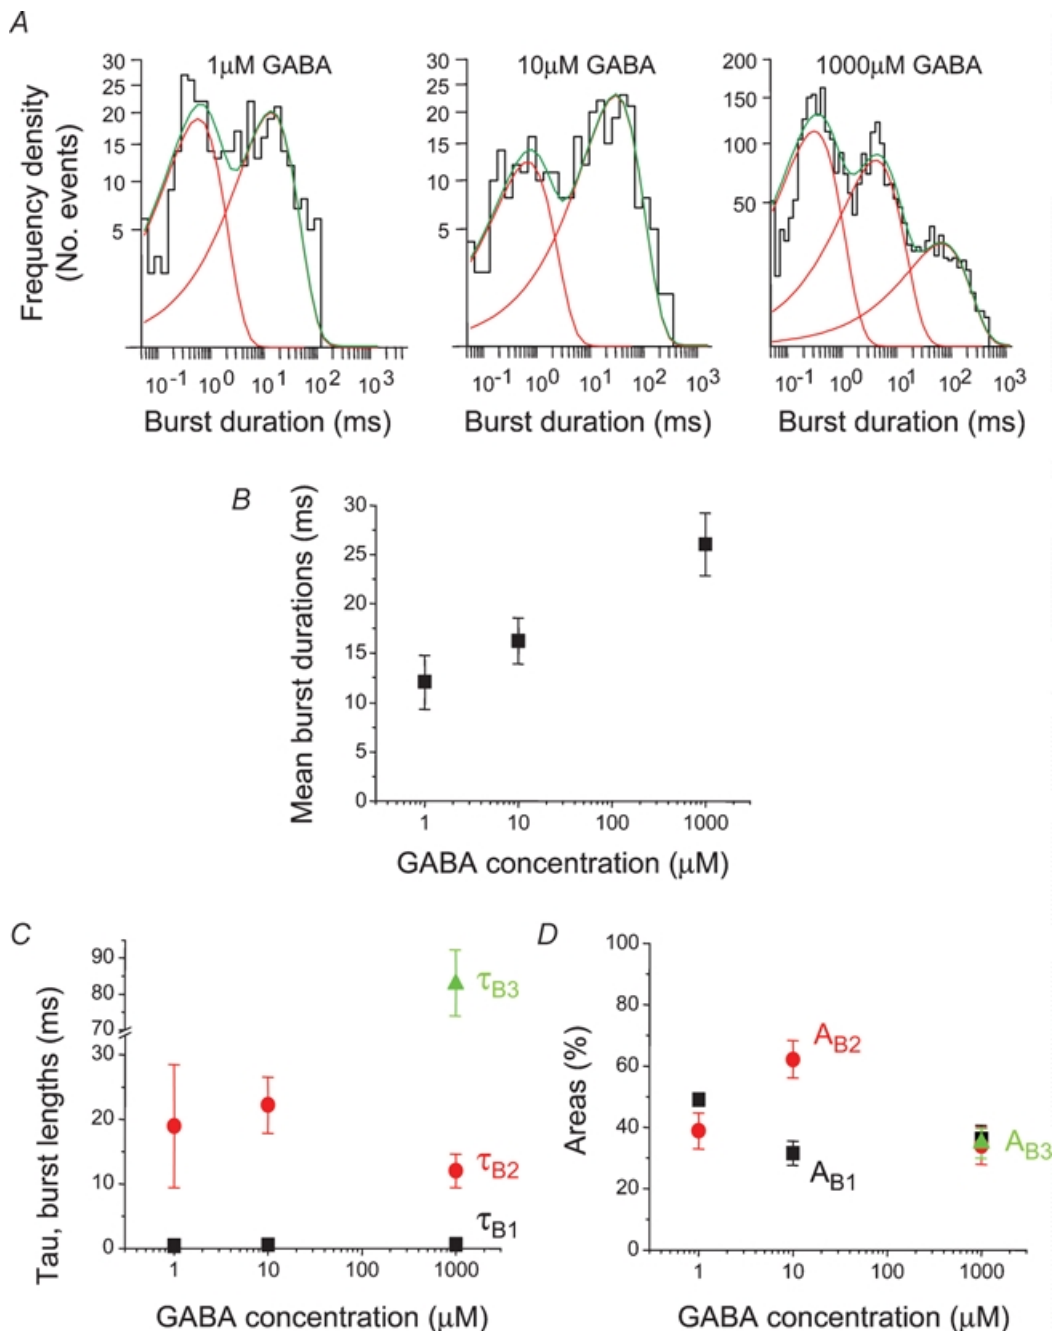 A
1μM GABA
10μM GABA
1000μM GABA
Frequency density
(No. events)
30
25
20
15
10
5
30
25
20
15
10
5
200
150
100
50
10⁻¹ 10⁰ 10¹ 10² 10³
10⁻¹ 10⁰ 10¹ 10² 10³
10⁻¹ 10⁰ 10¹ 10² 10³
Burst duration (ms)
Burst duration (ms)
Burst duration (ms)
B
Mean burst durations (ms)
30
25
20
15
10
5
0
1 10 100 1000
GABA concentration (μM)
C
Tau, burst lengths (ms)
90
80
70
30
20
10
0
τB3
τB2
τB1
1 10 100 1000
GABA concentration (μM)
D
Areas (%)
100
80
60
40
20
0
AB2
AB1
AB3
1 10 100 1000
GABA concentration (μM)